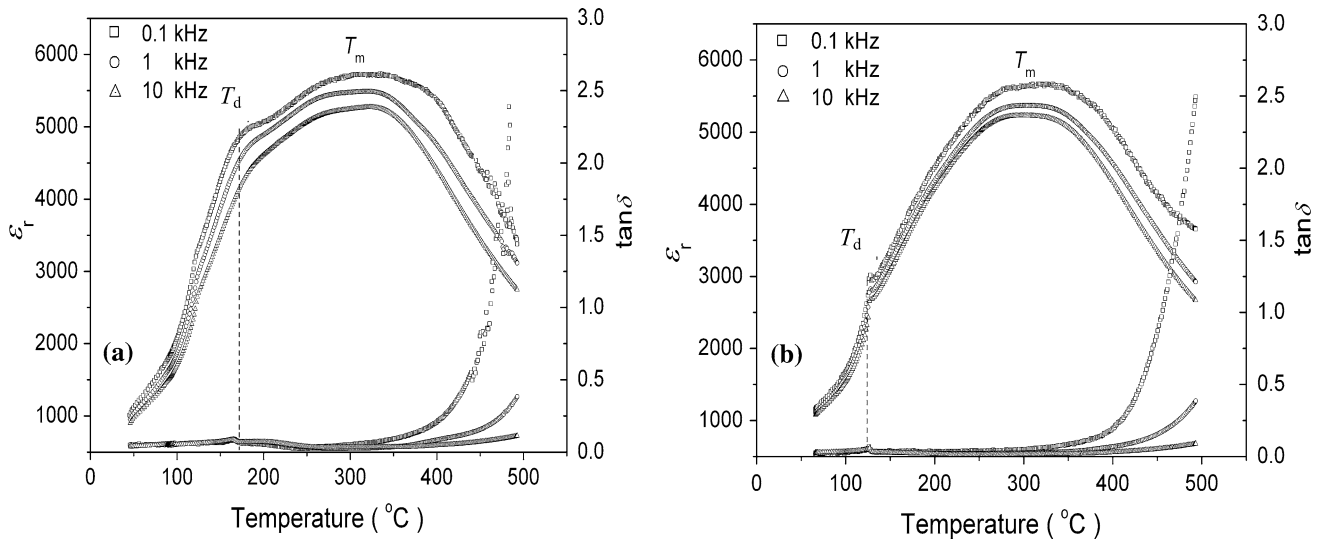 0.1 kHz
1 kHz
10 kHz
T_d
T_m
(a)
6000
5000
4000
3000
2000
1000
ε_r
3.0
2.5
2.0
1.5
1.0
0.5
0.0
tanδ
0 100 200 300 400 500
Temperature ( °C)
0.1 kHz
1 kHz
10 kHz
T_d
T_m
(b)
6000
5000
4000
3000
2000
1000
ε_r
3.0
2.5
2.0
1.5
1.0
0.5
0.0
tanδ
0 100 200 300 400 500
Temperature ( °C)